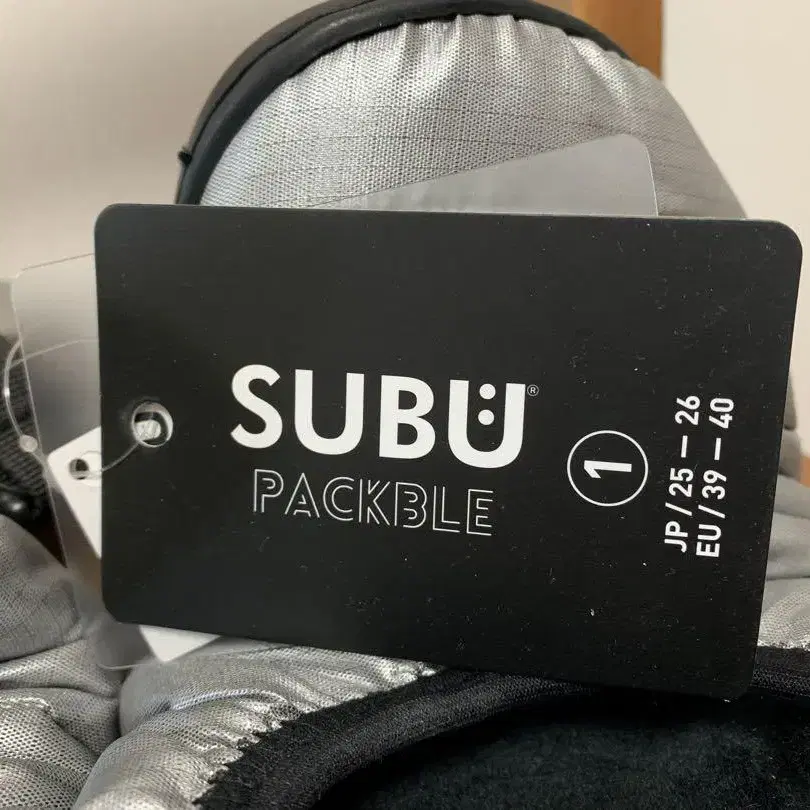 SUBU®
PACKBLE
1
JP / 25 — 26
EU / 39 — 40